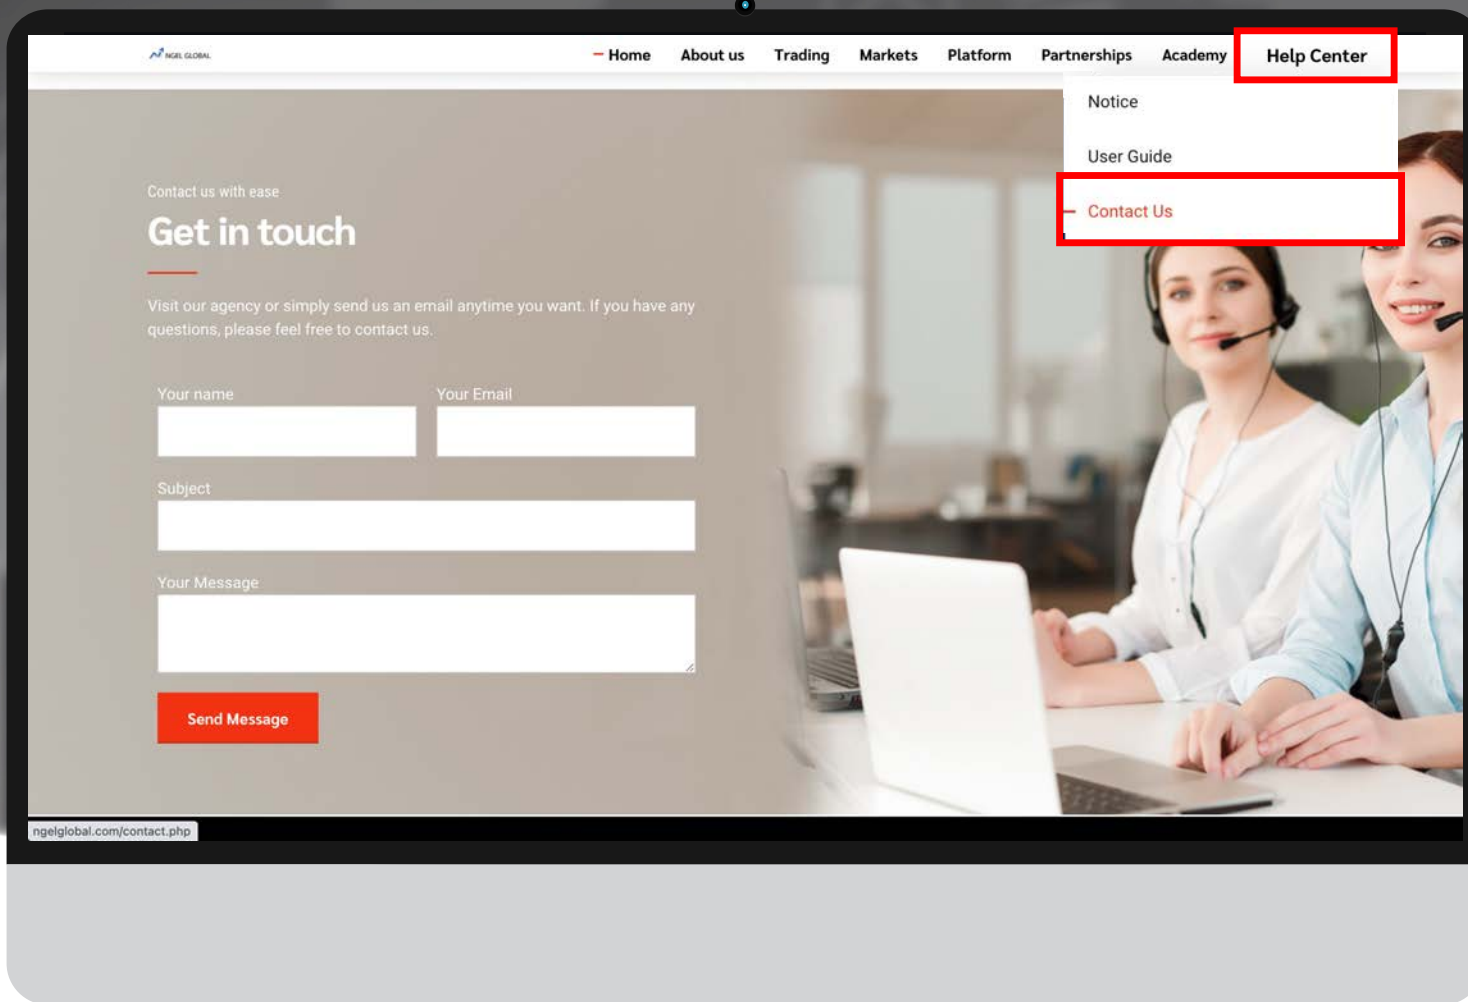 NGEL GLOBAL
Home About us Trading Markets Platform Partnerships Academy Help Center
Notice
User Guide
Contact Us
Contact us with ease
Get in touch
Visit our agency or simply send us an email anytime you want. If you have any
questions, please feel free to contact us.
Your name Your Email
Subject
Your Message
Send Message
ngelglobal.com/contact.php